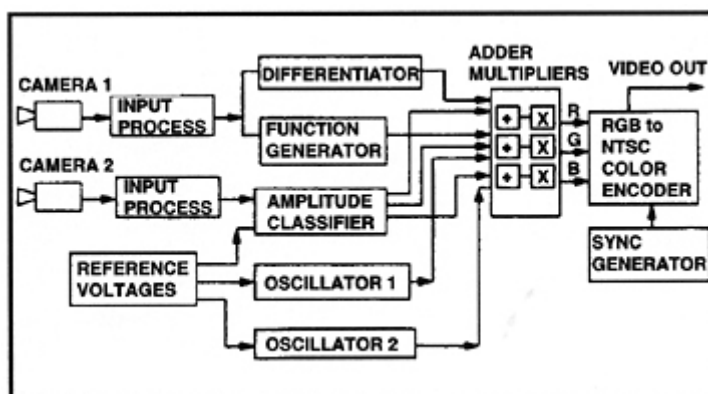 CAMERA 1
INPUT
PROCESS
DIFFERENTIATOR
FUNCTION
GENERATOR
ADDER
MULTIPLIERS
+ X
+ X
+ X
R
G
B
VIDEO OUT
RGB to
NTSC
COLOR
ENCODER
CAMERA 2
INPUT
PROCESS
AMPLITUDE
CLASSIFIER
REFERENCE
VOLTAGES
OSCILLATOR 1
OSCILLATOR 2
SYNC
GENERATOR